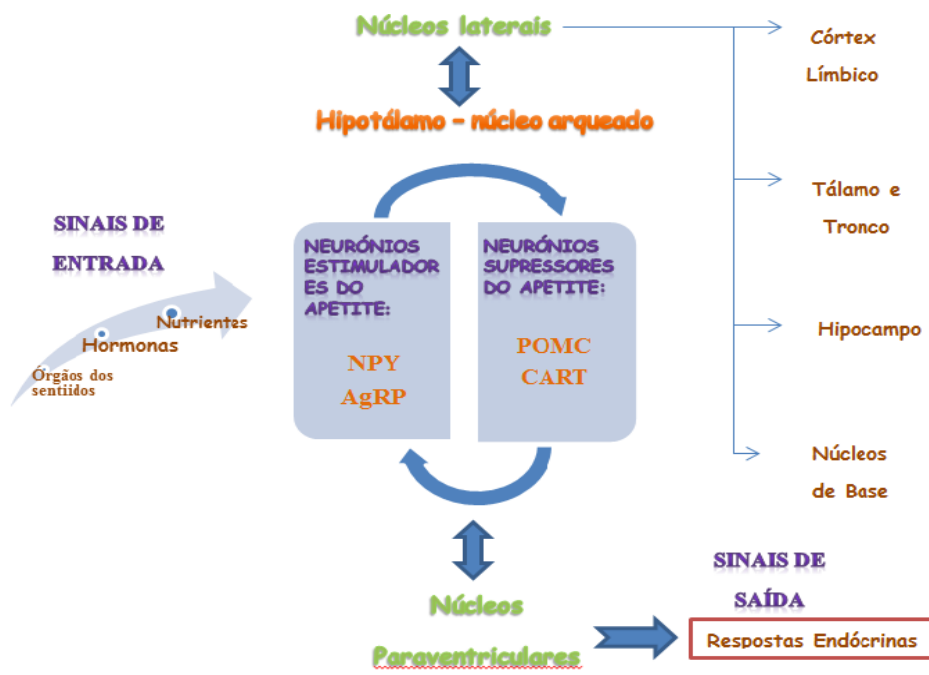 Núcleos laterais
Hipotálamo – núcleo arqueado
SINAIS DE
ENTRADA
Nutrientes
Hormonas
Órgãos dos
sentiidos
NEURÓNIOS
ESTIMULADOR
ES DO
APETITE:
NPY
AgRP
NEURÓNIOS
SUPRESSORES
DO APETITE:
POMC
CART
Córtex
Límbico
Tálamo e
Tronco
Hipocampo
Núcleos
de Base
Núcleos
Paraventriculares
SINAIS DE
SAÍDA
Respostas Endócrinas